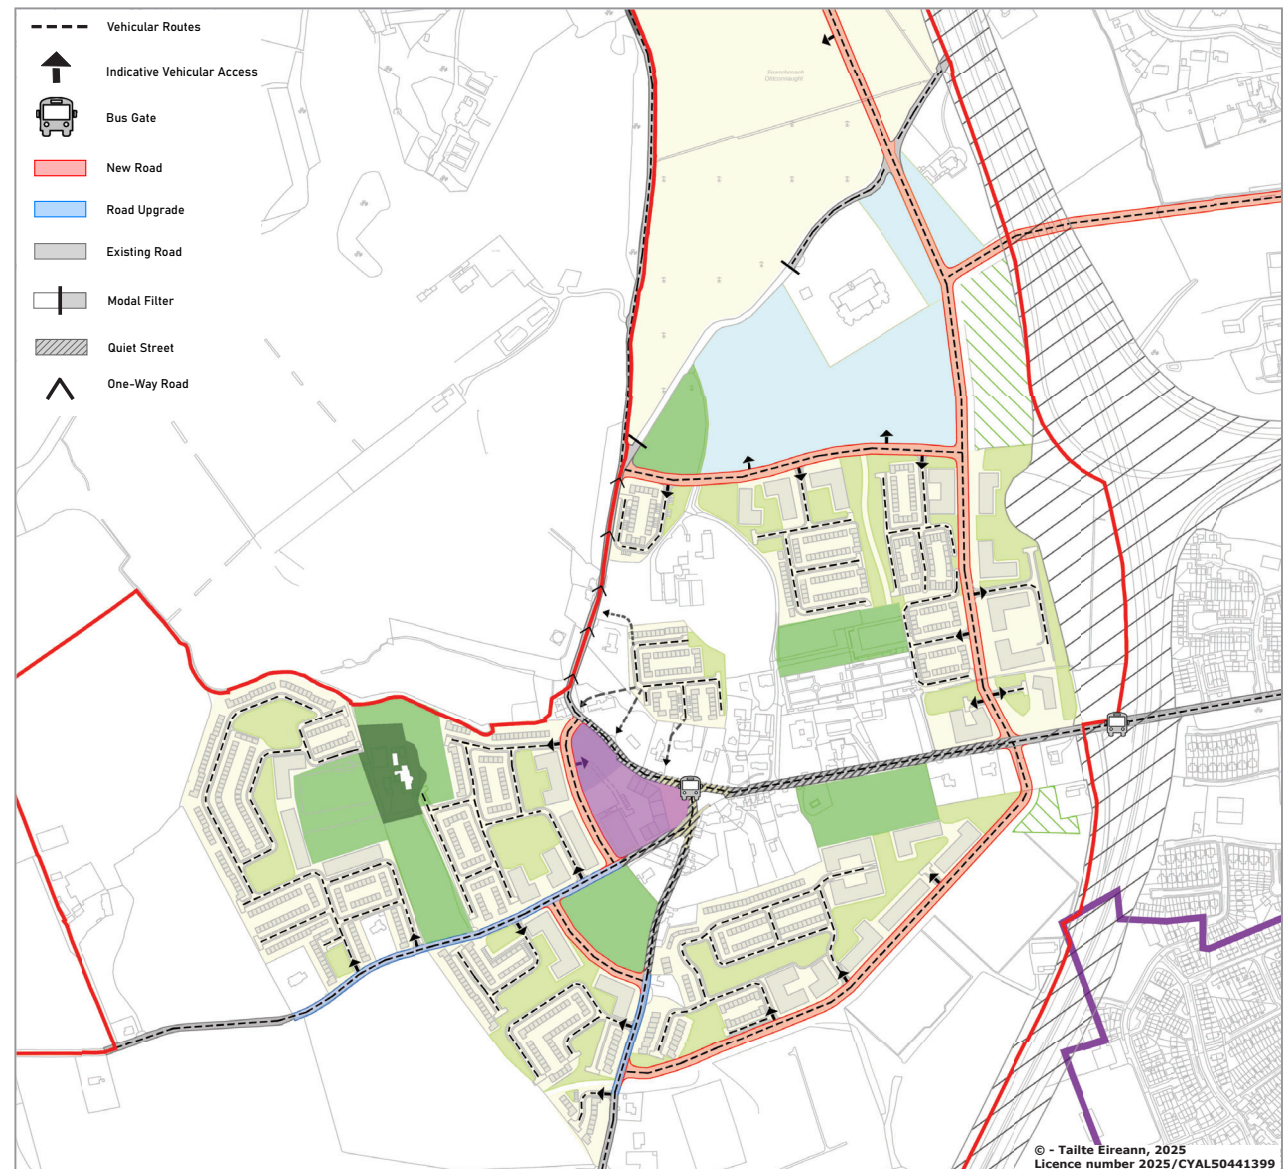 Vehicular Routes
Indicative Vehicular Access
Bus Gate
New Road
Road Upgrade
Existing Road
Modal Filter
Quiet Street
One-Way Road
© - Tailte Eireann, 2025
Licence number 2025/CYAL50441399